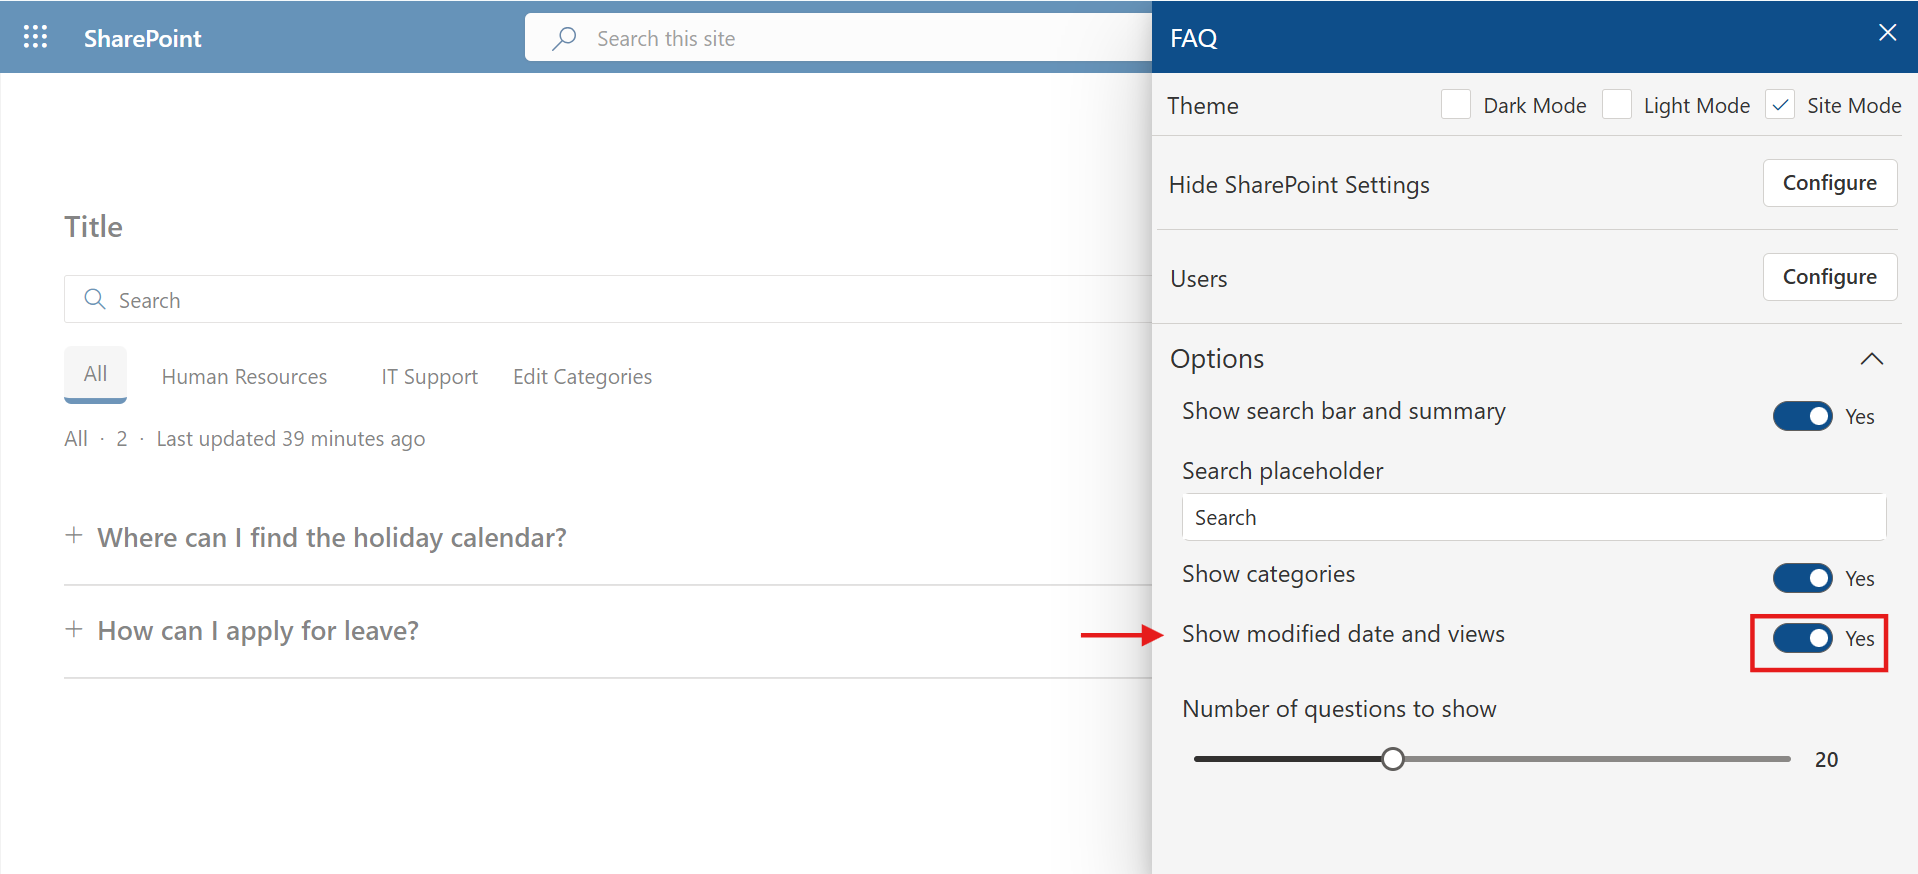 SharePoint
Search this site
Title
Search
All
Human Resources
IT Support
Edit Categories
All · 2 · Last updated 39 minutes ago
+ Where can I find the holiday calendar?
+ How can I apply for leave?
FAQ
Theme
Dark Mode
Light Mode
Site Mode
Hide SharePoint Settings
Configure
Users
Configure
Options
Show search bar and summary
Yes
Search placeholder
Search
Show categories
Yes
Show modified date and views
Yes
Number of questions to show
20